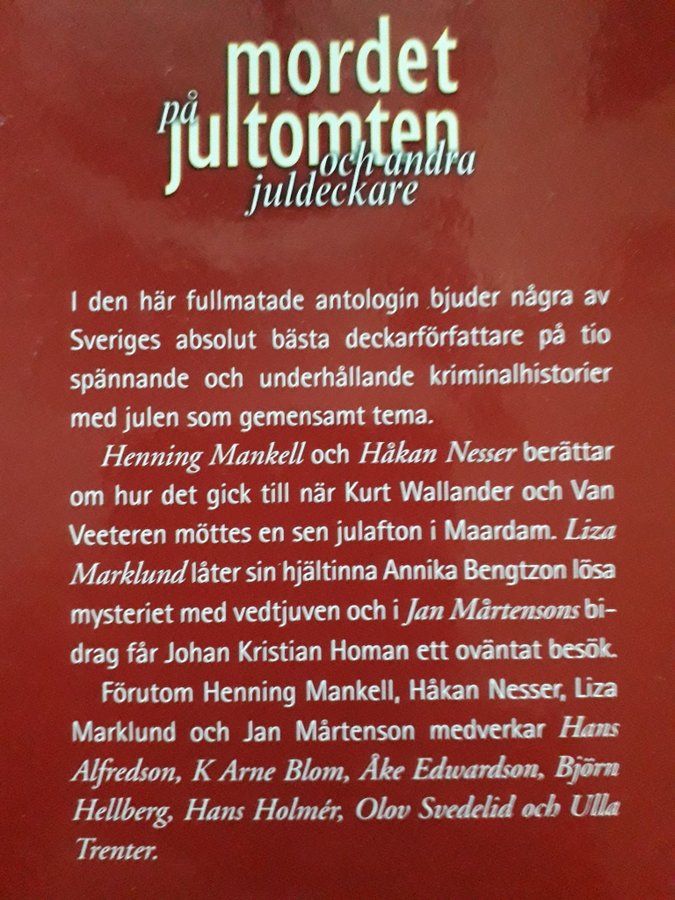 mordet
på
jultomten
och andra
juldeckare
I den här fullmatade antologin bjuder några av
Sveriges absolut bästa deckarförfattare på tio
spännande och underhållande kriminalhistorier
med julen som gemensamt tema.
Henning Mankell och Håkan Nesser berättar
om hur det gick till när Kurt Wallander och Van
Veeteren möttes en sen julafton i Maardam. Liza
Marklund låter sin hjältinna Annika Bengtzon lösa
mysteriet med vedtjuven och i Jan Mårtensons bi-
drag får Johan Kristian Homan ett oväntat besök.
Förutom Henning Mankell, Håkan Nesser, Liza
Marklund och Jan Mårtenson medverkar Hans
Alfredson, K Arne Blom, Åke Edwardson, Björn
Hellberg, Hans Holmér, Olov Svedelid och Ulla
Trenter.